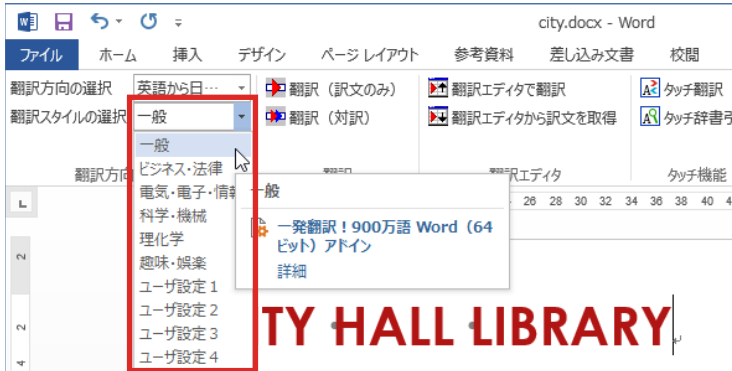 city.docx - Word
ファイル ホーム 挿入 デザイン ページ レイアウト 参考資料 差し込み文書 校閲
翻訳方向の選択 英語から日… 翻訳（訳文のみ） 翻訳エディタで翻訳 タッチ翻訳
翻訳スタイルの選択 一般 翻訳（対訳） 翻訳エディタから訳文を取得 タッチ辞書引
翻訳方向 翻訳 翻訳エディタ タッチ機能
一般
ビジネス・法律
電気・電子・情報
科学・機械
理化学
趣味・娯楽
ユーザ設定1
ユーザ設定2
ユーザ設定3
ユーザ設定4
一般
一発翻訳！900万語 Word（64
ビット）アドイン
詳細
26 28 30 32 34 36 38 40 4
2
2
4
TY HALL LIBRARY